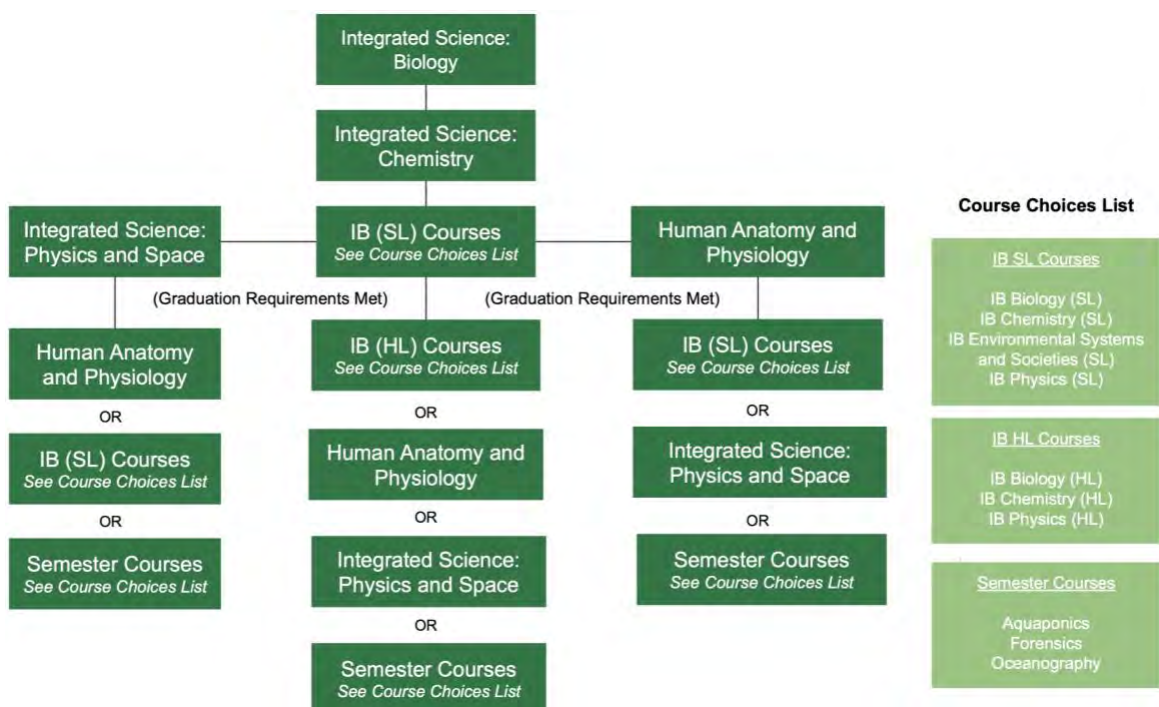 Integrated Science:
Biology
Integrated Science:
Chemistry
Integrated Science:
Physics and Space
IB (SL) Courses
See Course Choices List
Human Anatomy and
Physiology
(Graduation Requirements Met)
(Graduation Requirements Met)
Human Anatomy
and Physiology
OR
IB (SL) Courses
See Course Choices List
OR
Semester Courses
See Course Choices List
IB (HL) Courses
See Course Choices List
OR
Human Anatomy and
Physiology
OR
Integrated Science:
Physics and Space
OR
Semester Courses
See Course Choices List
IB (SL) Courses
See Course Choices List
OR
Integrated Science:
Physics and Space
OR
Semester Courses
See Course Choices List
Course Choices List
IB SL Courses
IB Biology (SL)
IB Chemistry (SL)
IB Environmental Systems
and Societies (SL)
IB Physics (SL)
IB HL Courses
IB Biology (HL)
IB Chemistry (HL)
IB Physics (HL)
Semester Courses
Aquaponics
Forensics
Oceanography